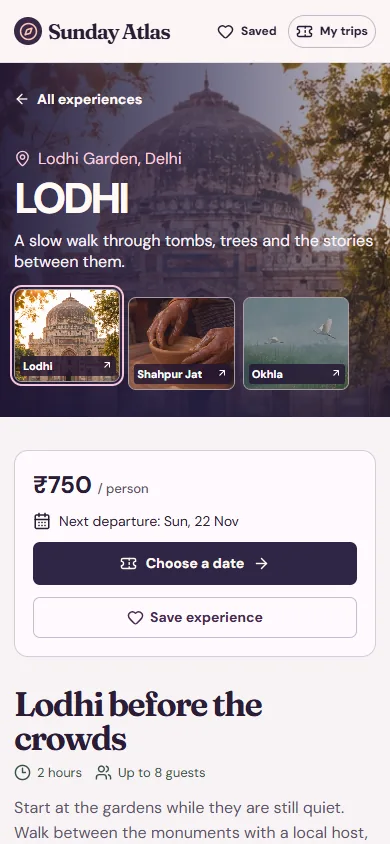 Sunday Atlas
Saved
My trips
All experiences
Lodhi Garden, Delhi
LODHI
A slow walk through tombs, trees and the stories
between them.
Lodhi
Shahpur Jat
Okhla
₹750 / person
Next departure: Sun, 22 Nov
Choose a date
Save experience
Lodhi before the
crowds
2 hours
Up to 8 guests
Start at the gardens while they are still quiet.
Walk between the monuments with a local host,